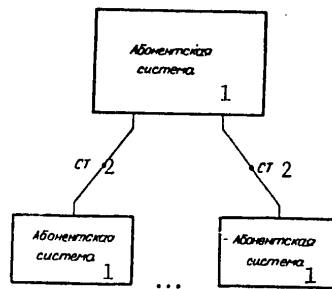 Абонентская
система
1
ст 2
ст 2
Абонентская
система
1
...
Абонентская
система
1